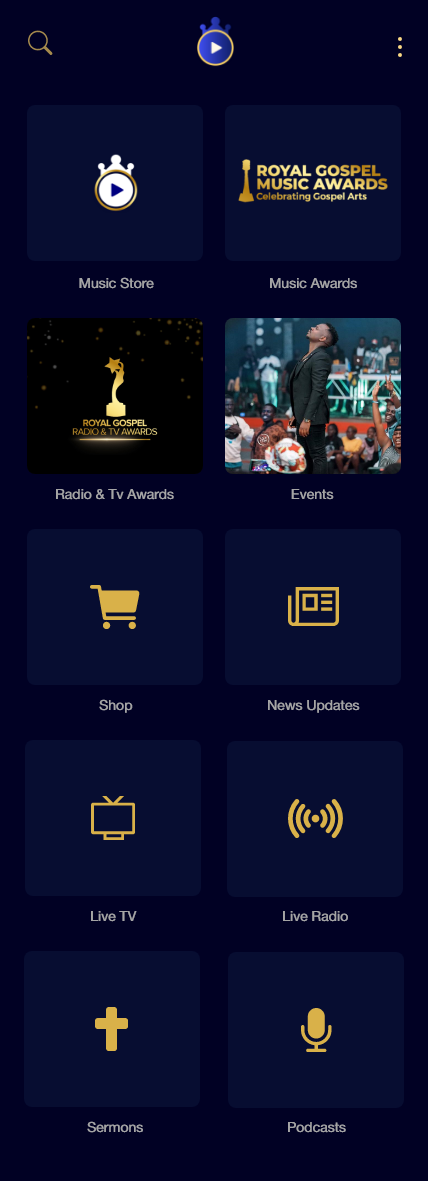 ROYAL GOSPEL
MUSIC AWARDS
Celebrating Gospel Arts
Music Store
Music Awards
ROYAL GOSPEL
RADIO & TV AWARDS
Radio & Tv Awards
Events
Shop
News Updates
Live TV
Live Radio
Sermons
Podcasts